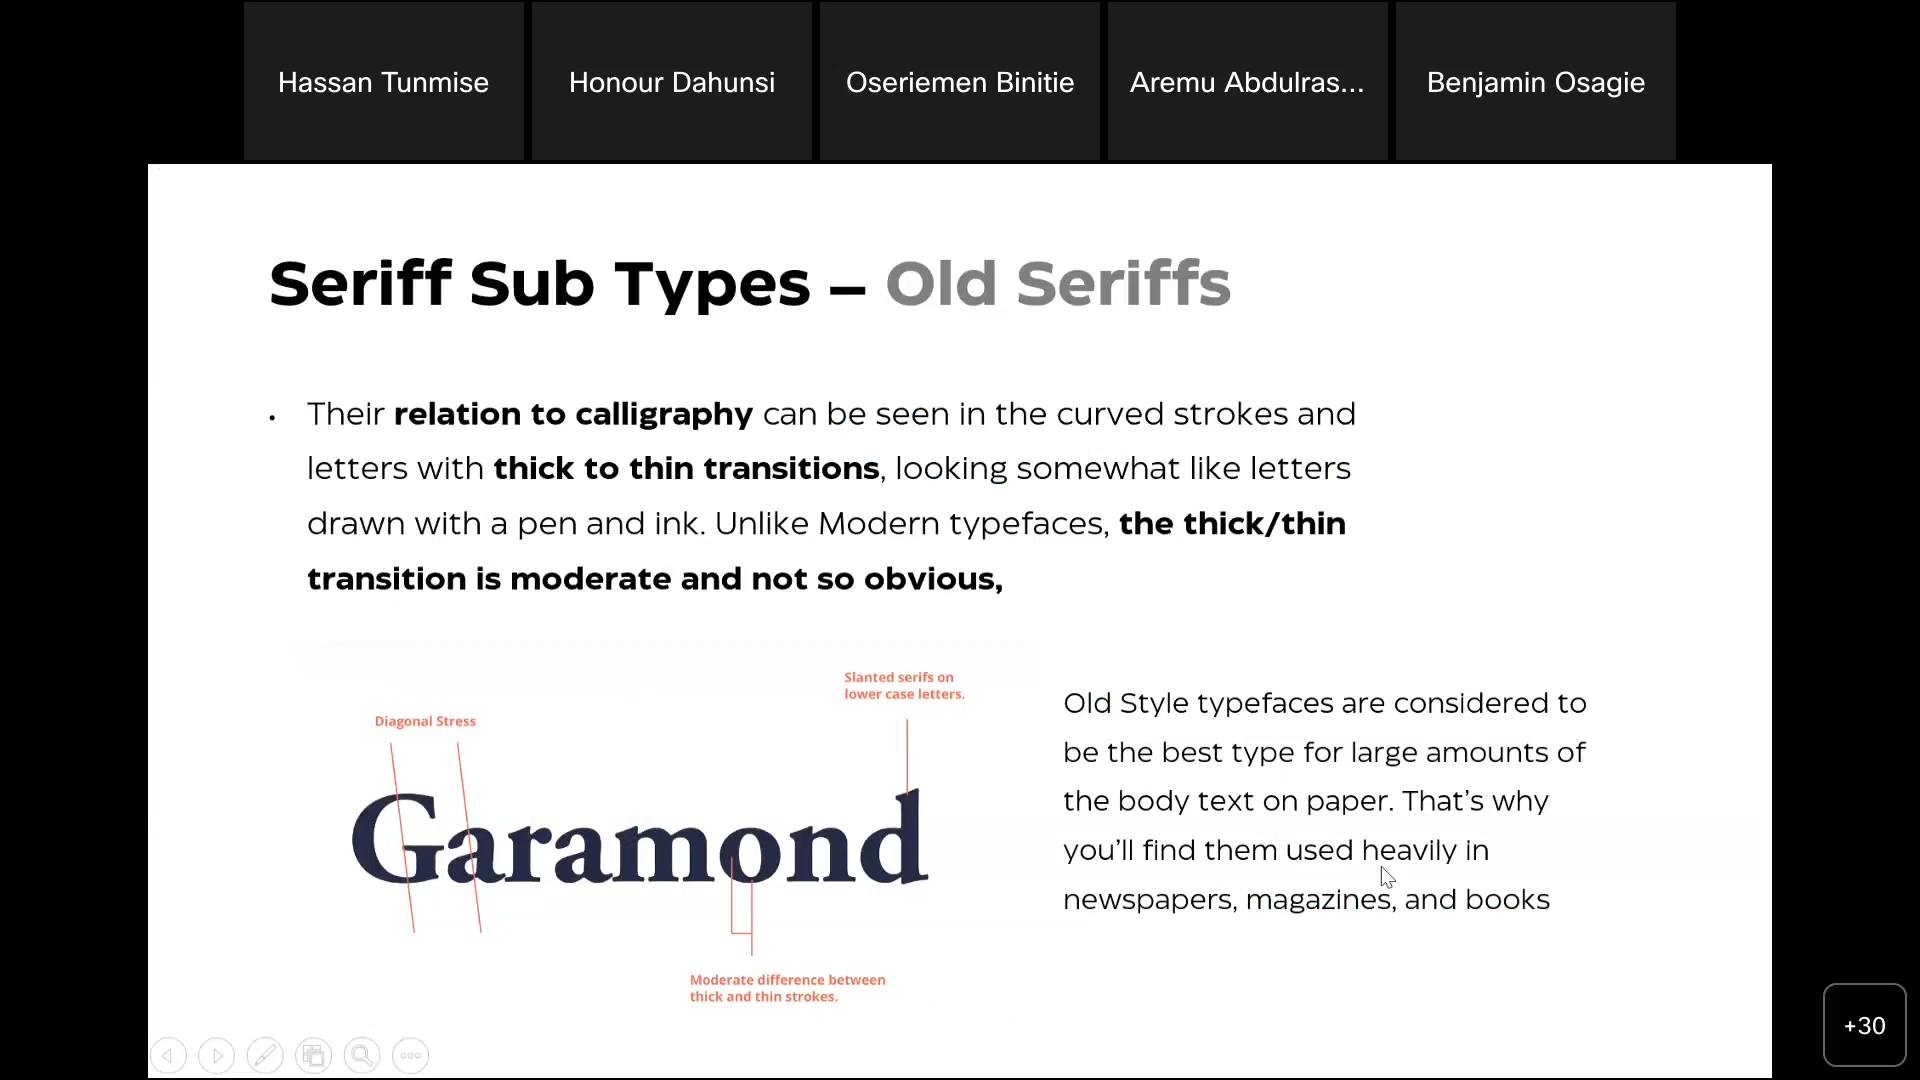 Hassan Tunmise
Honour Dahunsi
Oseriemen Binitie
Aremu Abdulras...
Benjamin Osagie
Seriff Sub Types – Old Seriffs
• Their relation to calligraphy can be seen in the curved strokes and
letters with thick to thin transitions, looking somewhat like letters
drawn with a pen and ink. Unlike Modern typefaces, the thick/thin
transition is moderate and not so obvious,
Slanted serifs on
lower case letters.
Diagonal Stress
Garamond
Moderate difference between
thick and thin strokes.
Old Style typefaces are considered to
be the best type for large amounts of
the body text on paper. That’s why
you’ll find them used heavily in
newspapers, magazines, and books
+30